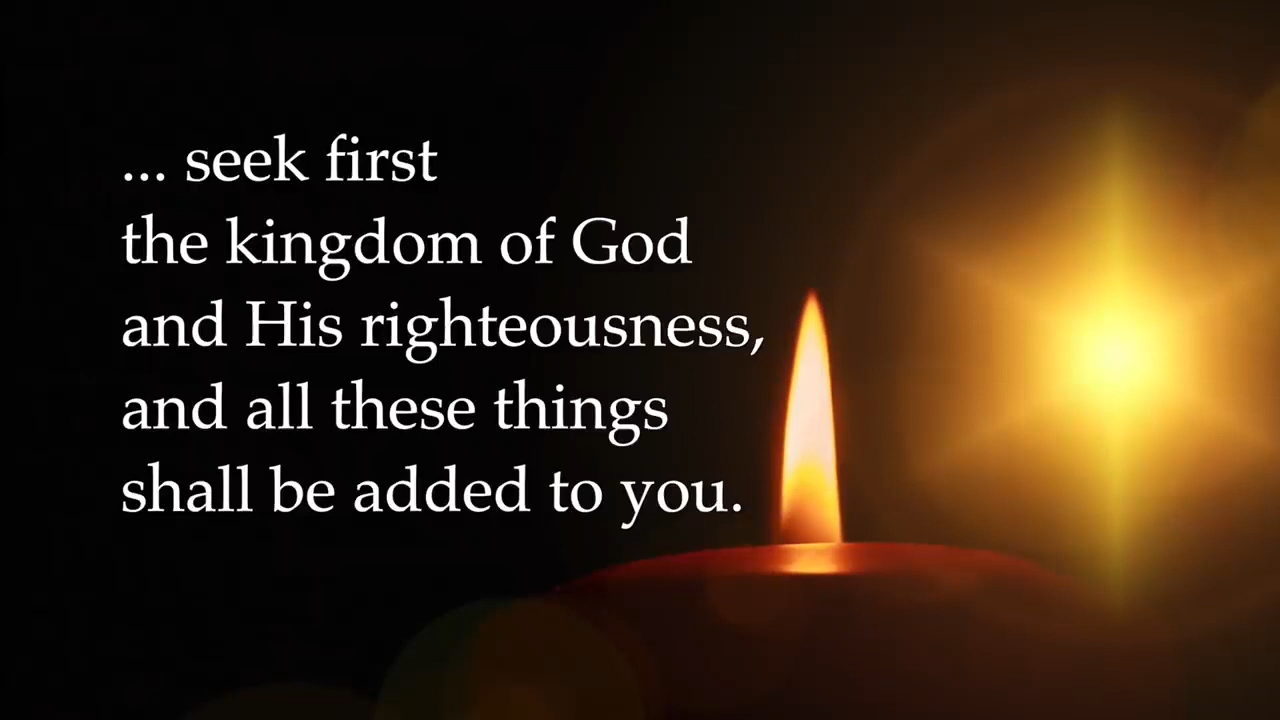 ... seek first
the kingdom of God
and His righteousness,
and all these things
shall be added to you.